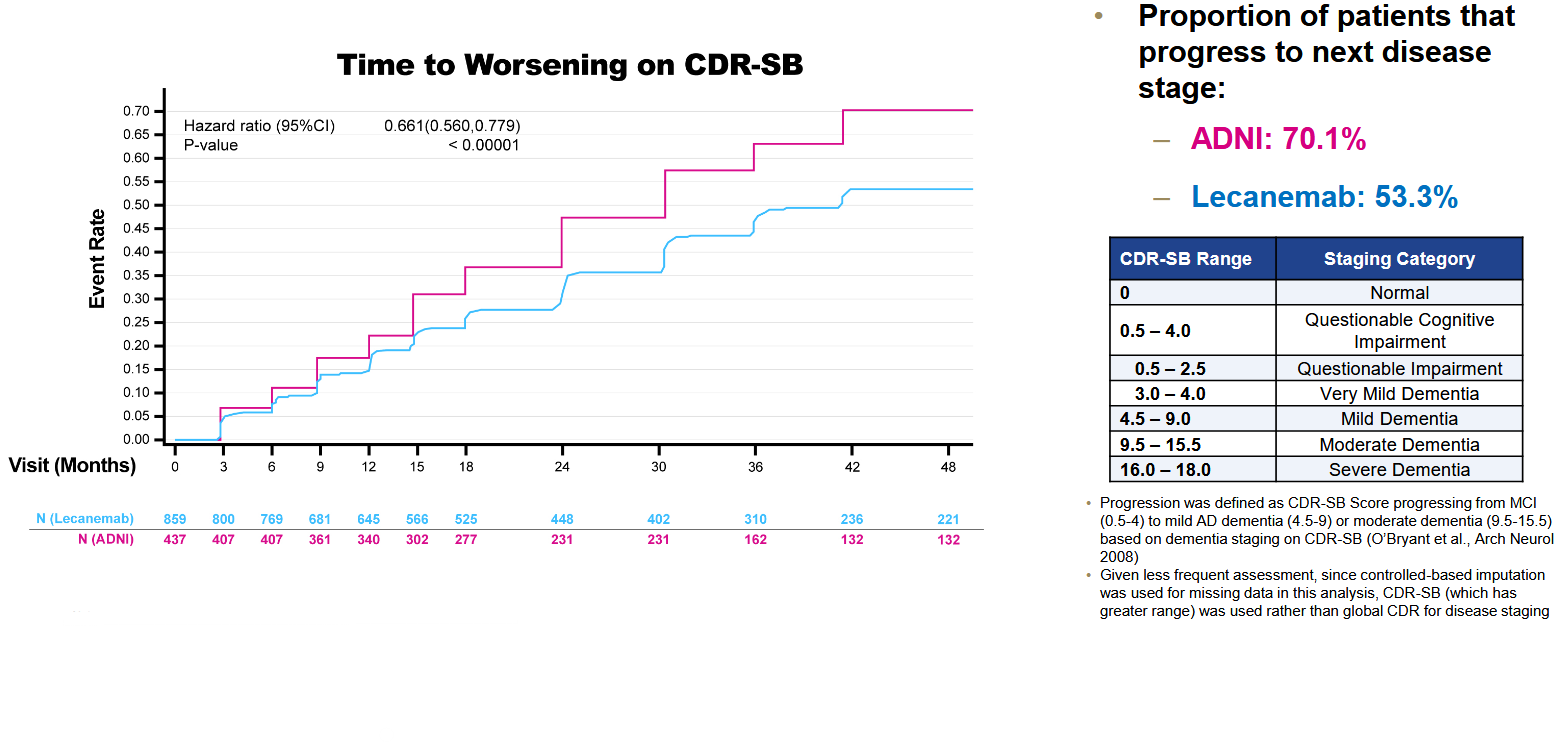 Time to Worsening on CDR-SB
Hazard ratio (95%CI) 0.661(0.560,0.779)
P-value < 0.00001
Event Rate
0.70
0.65
0.60
0.55
0.50
0.45
0.40
0.35
0.30
0.25
0.20
0.15
0.10
0.05
0.00
Visit (Months) 0 3 6 9 12 15 18 24 30 36 42 48
N (Lecanemab) 859 800 769 681 645 566 525 448 402 310 236 221
N (ADNI) 437 407 407 361 340 302 277 231 231 162 132 132
• Proportion of patients that
progress to next disease
stage:
– ADNI: 70.1%
– Lecanemab: 53.3%
CDR-SB Range Staging Category
0 Normal
0.5 – 4.0 Questionable Cognitive
Impairment
0.5 – 2.5 Questionable Impairment
3.0 – 4.0 Very Mild Dementia
4.5 – 9.0 Mild Dementia
9.5 – 15.5 Moderate Dementia
16.0 – 18.0 Severe Dementia
• Progression was defined as CDR-SB Score progressing from MCI
(0.5-4) to mild AD dementia (4.5-9) or moderate dementia (9.5-15.5)
based on dementia staging on CDR-SB (O’Bryant et al., Arch Neurol
2008)
• Given less frequent assessment, since controlled-based imputation
was used for missing data in this analysis, CDR-SB (which has
greater range) was used rather than global CDR for disease staging